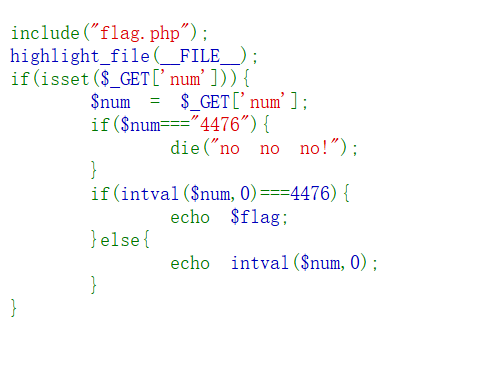 include("flag.php");
highlight_file(__FILE__);
if(isset($_GET['num'])){
        $num = $_GET['num'];
        if($num==="4476"){
                die("no no no!");
        }
        if(intval($num,0)===4476){
                echo $flag;
        }else{
                echo intval($num,0);
        }
}